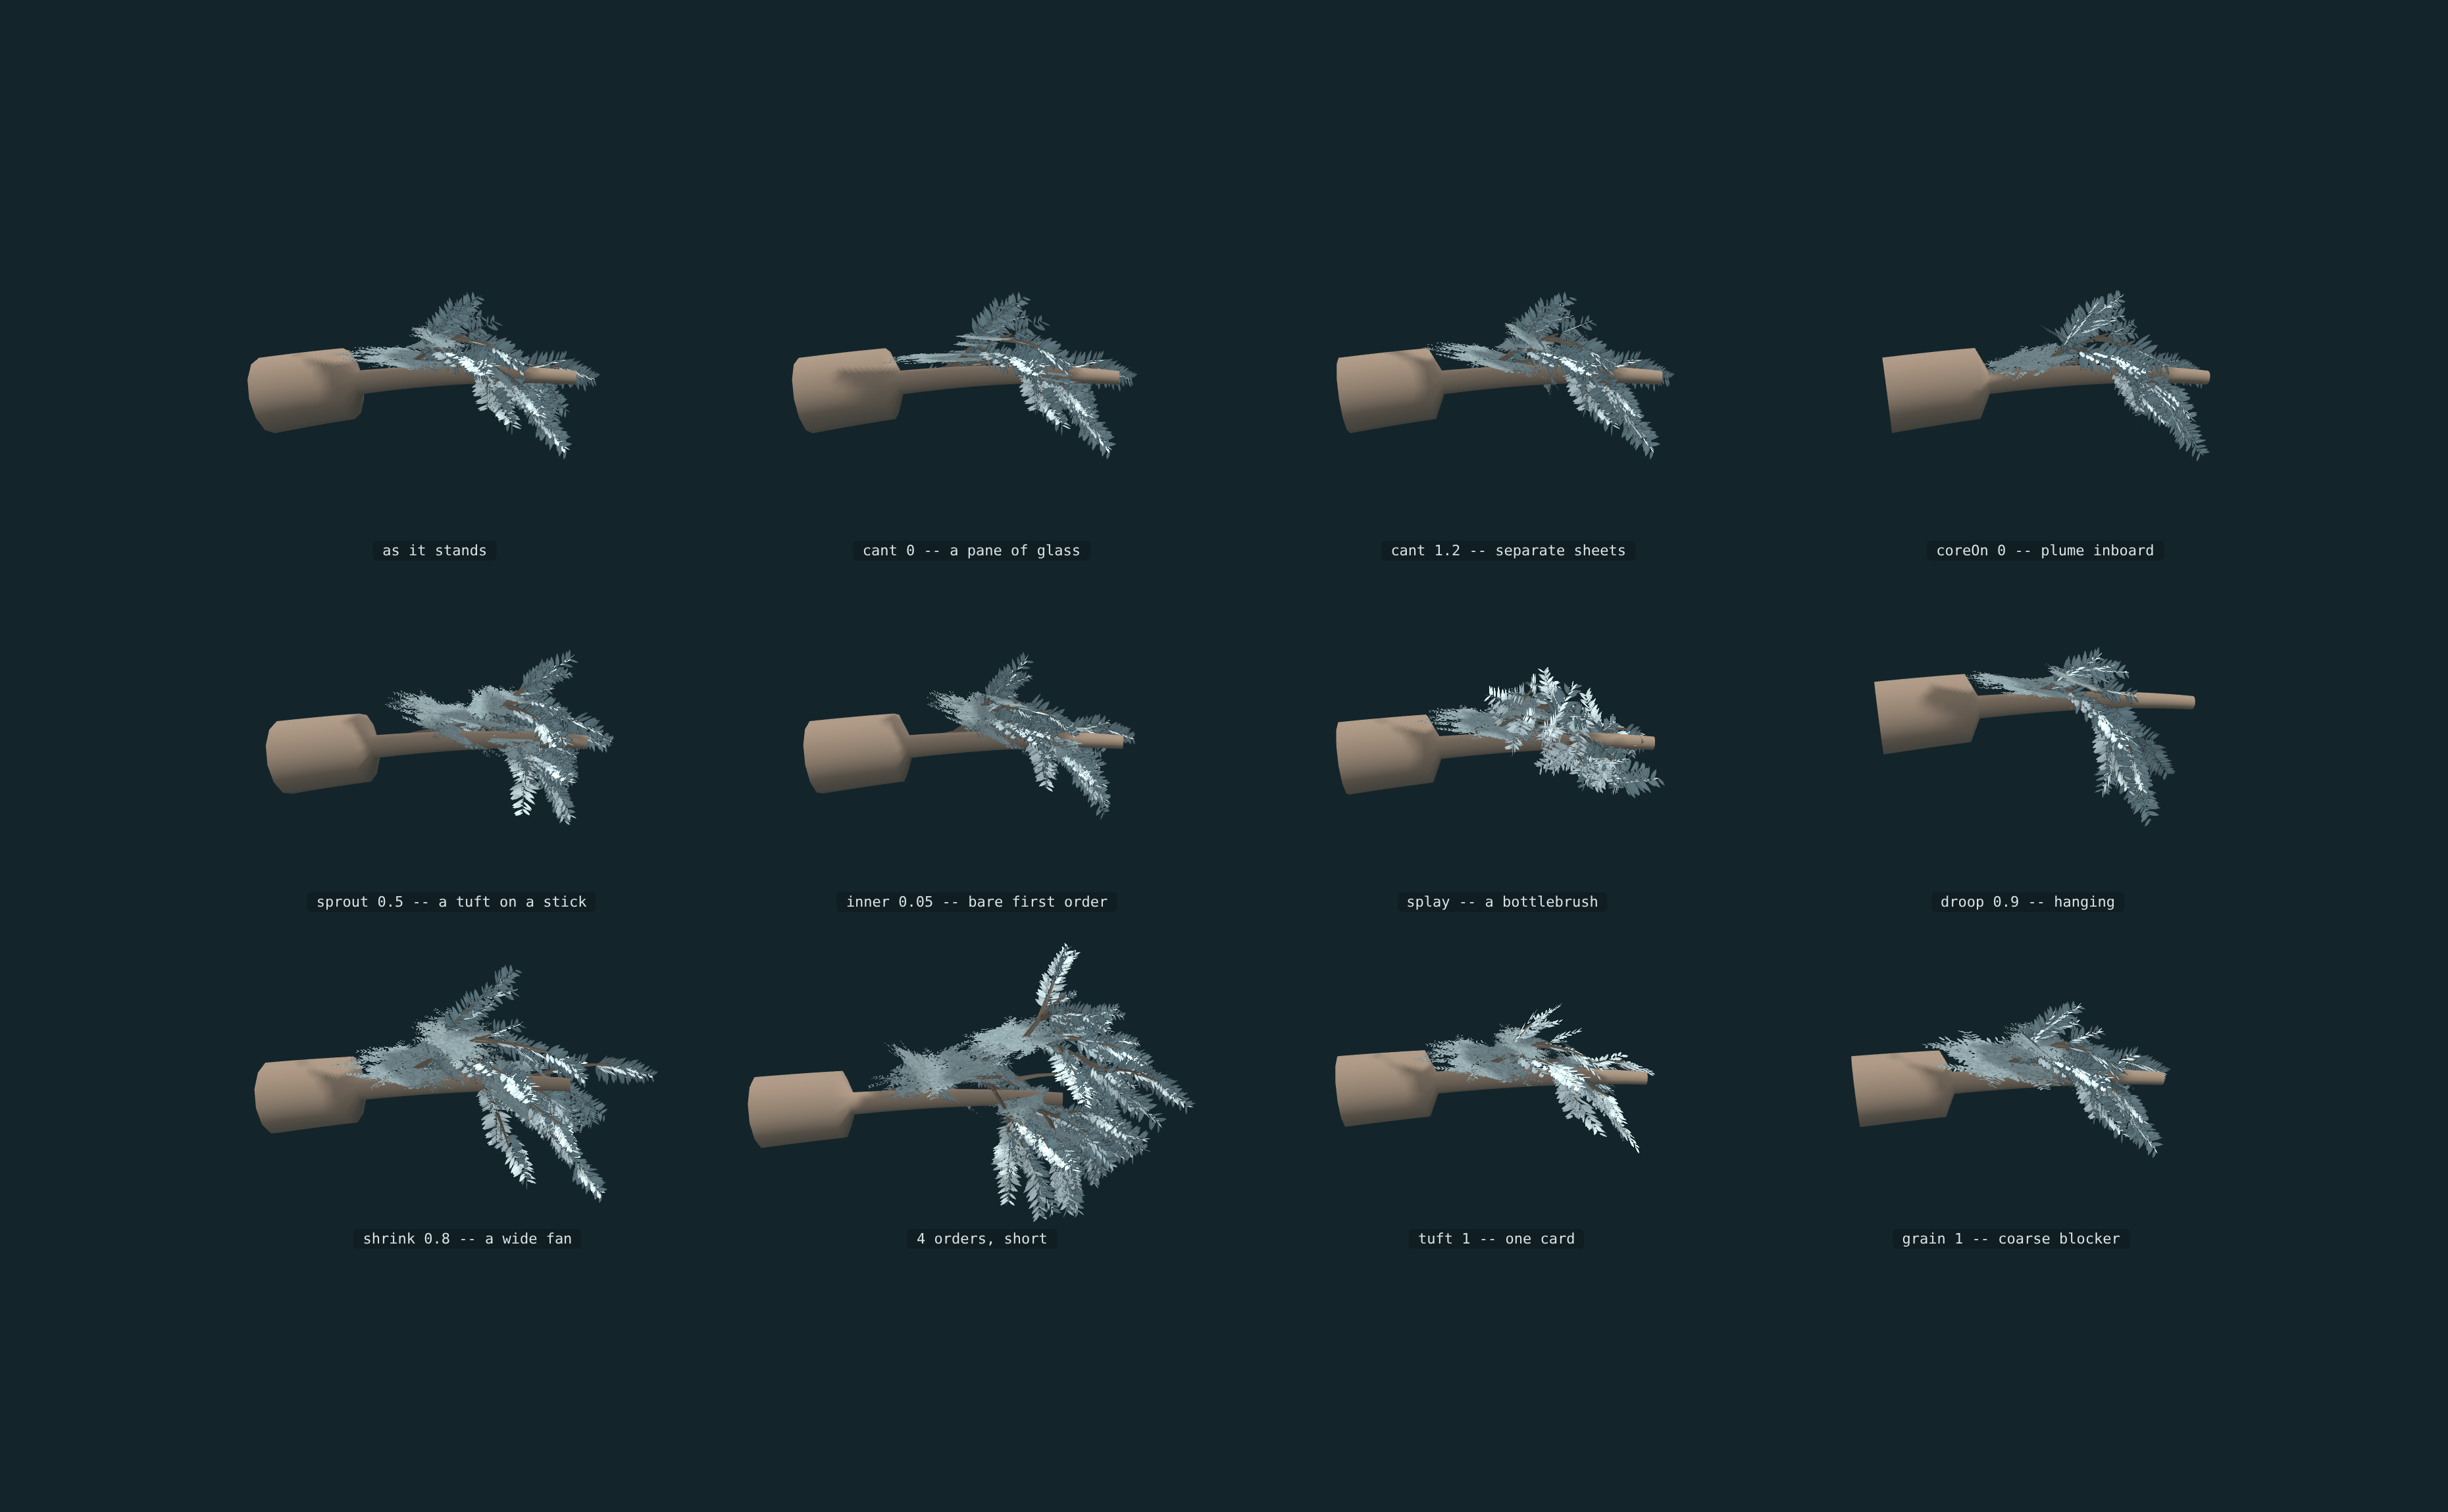 as it stands
cant 0 -- a pane of glass
cant 1.2 -- separate sheets
coreOn 0 -- plume inboard
sprout 0.5 -- a tuft on a stick
inner 0.05 -- bare first order
splay -- a bottlebrush
droop 0.9 -- hanging
shrink 0.8 -- a wide fan
4 orders, short
tuft 1 -- one card
grain 1 -- coarse blocker